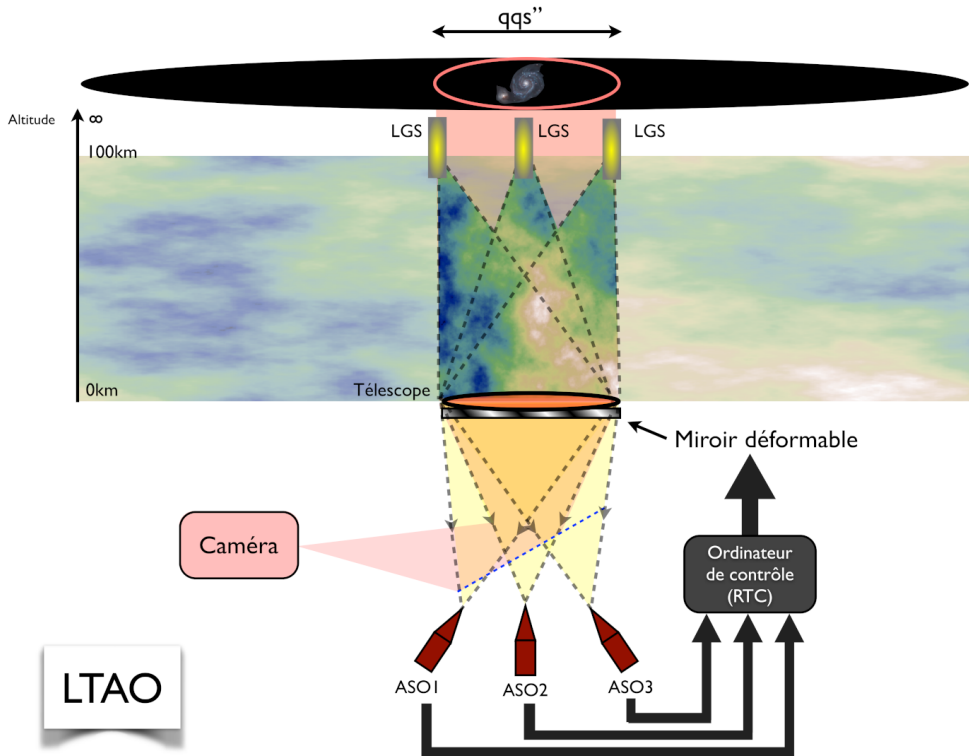 qqs”
Altitude
∞
LGS
LGS
LGS
100km
0km
Télescope
Miroir déformable
Caméra
Ordinateur
de contrôle
(RTC)
LTAO
ASO1
ASO2
ASO3